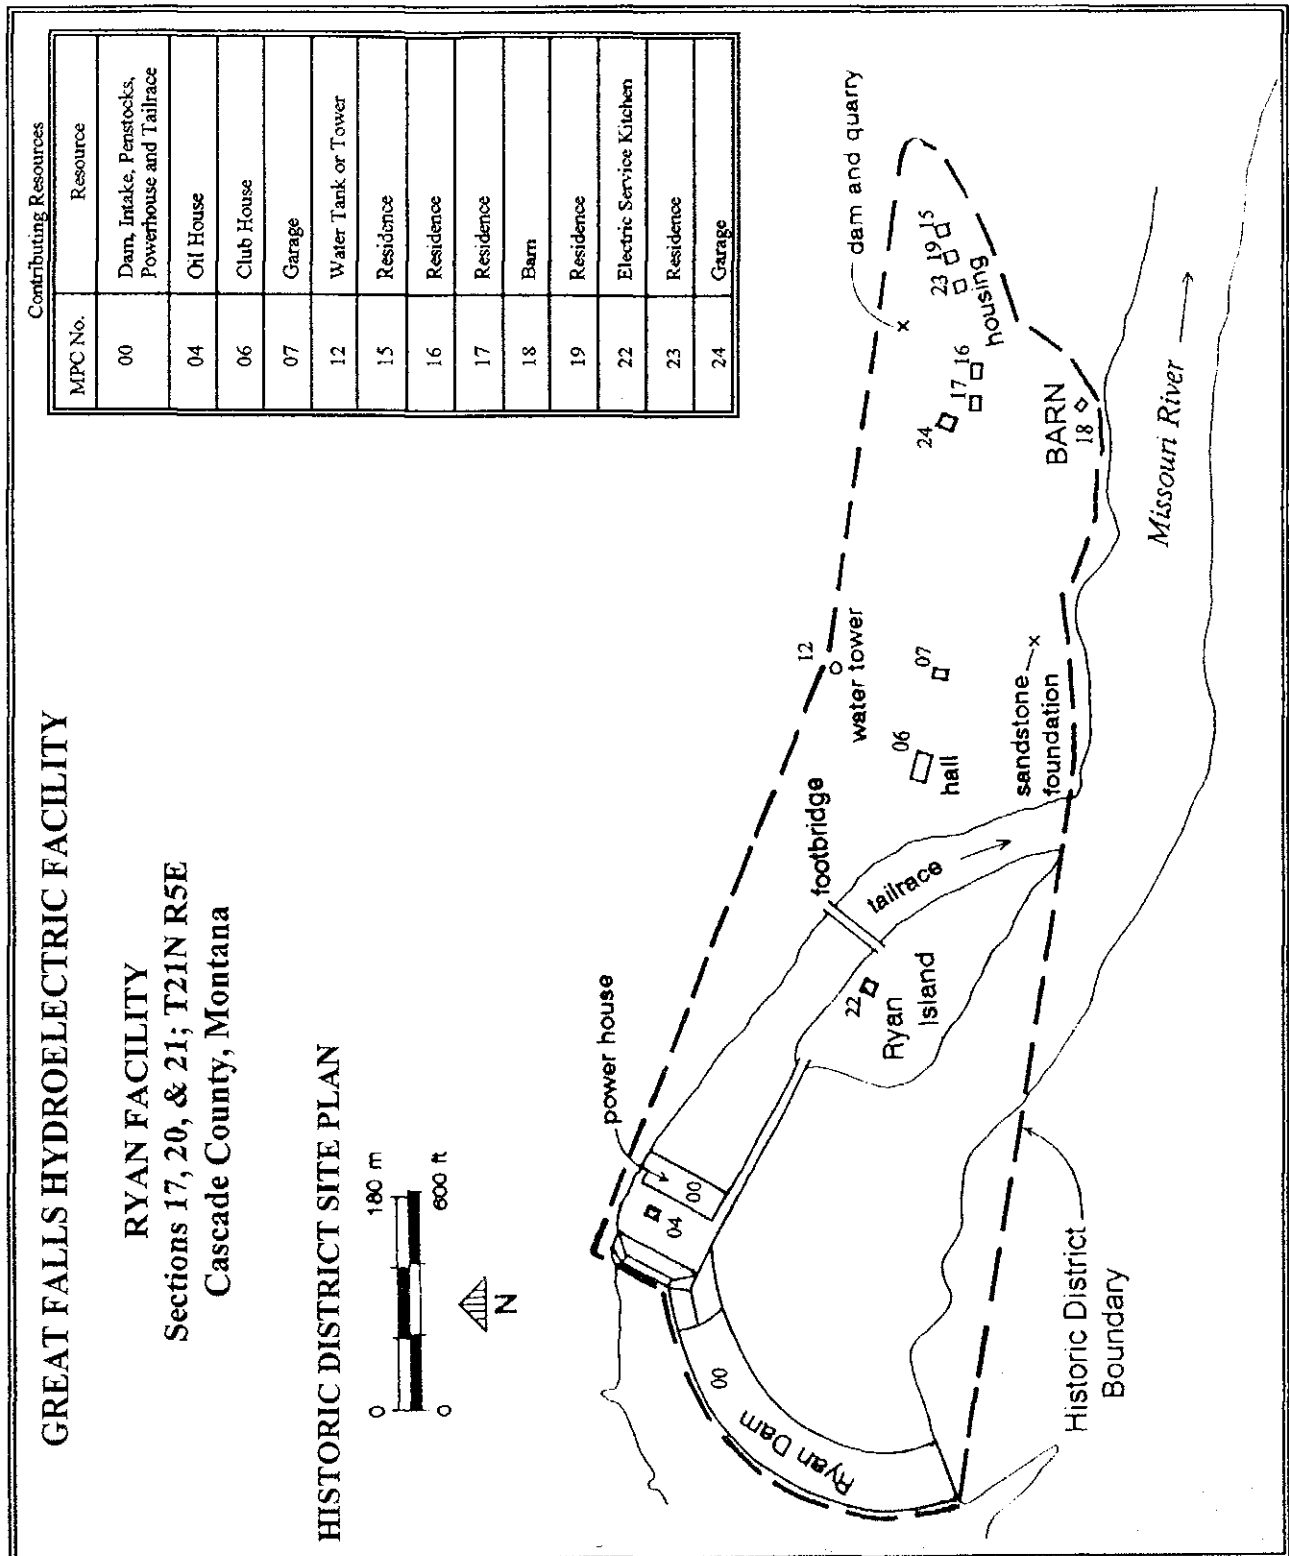 GREAT FALLS HYDROELECTRIC FACILITY
RYAN FACILITY
Sections 17, 20, & 21; T21N R5E
Cascade County, Montana
HISTORIC DISTRICT SITE PLAN
0 180 m
0 600 ft
N
Contributing Resources
MPC No. Resource
00 Dam, Intake, Penstocks,
Powerhouse and Tailrace
04 Oil House
06 Club House
07 Garage
12 Water Tank or Tower
15 Residence
16 Residence
17 Residence
18 Barn
19 Residence
22 Electric Service Kitchen
23 Residence
24 Garage
power house
00
04
00
Ryan Dam
footbridge
tailrace
22
Ryan
Island
12
water tower
06
hall
07
sandstone
foundation
dam and quarry
24
17
16
23
19
15
housing
BARN
18
Missouri River
Historic District
Boundary